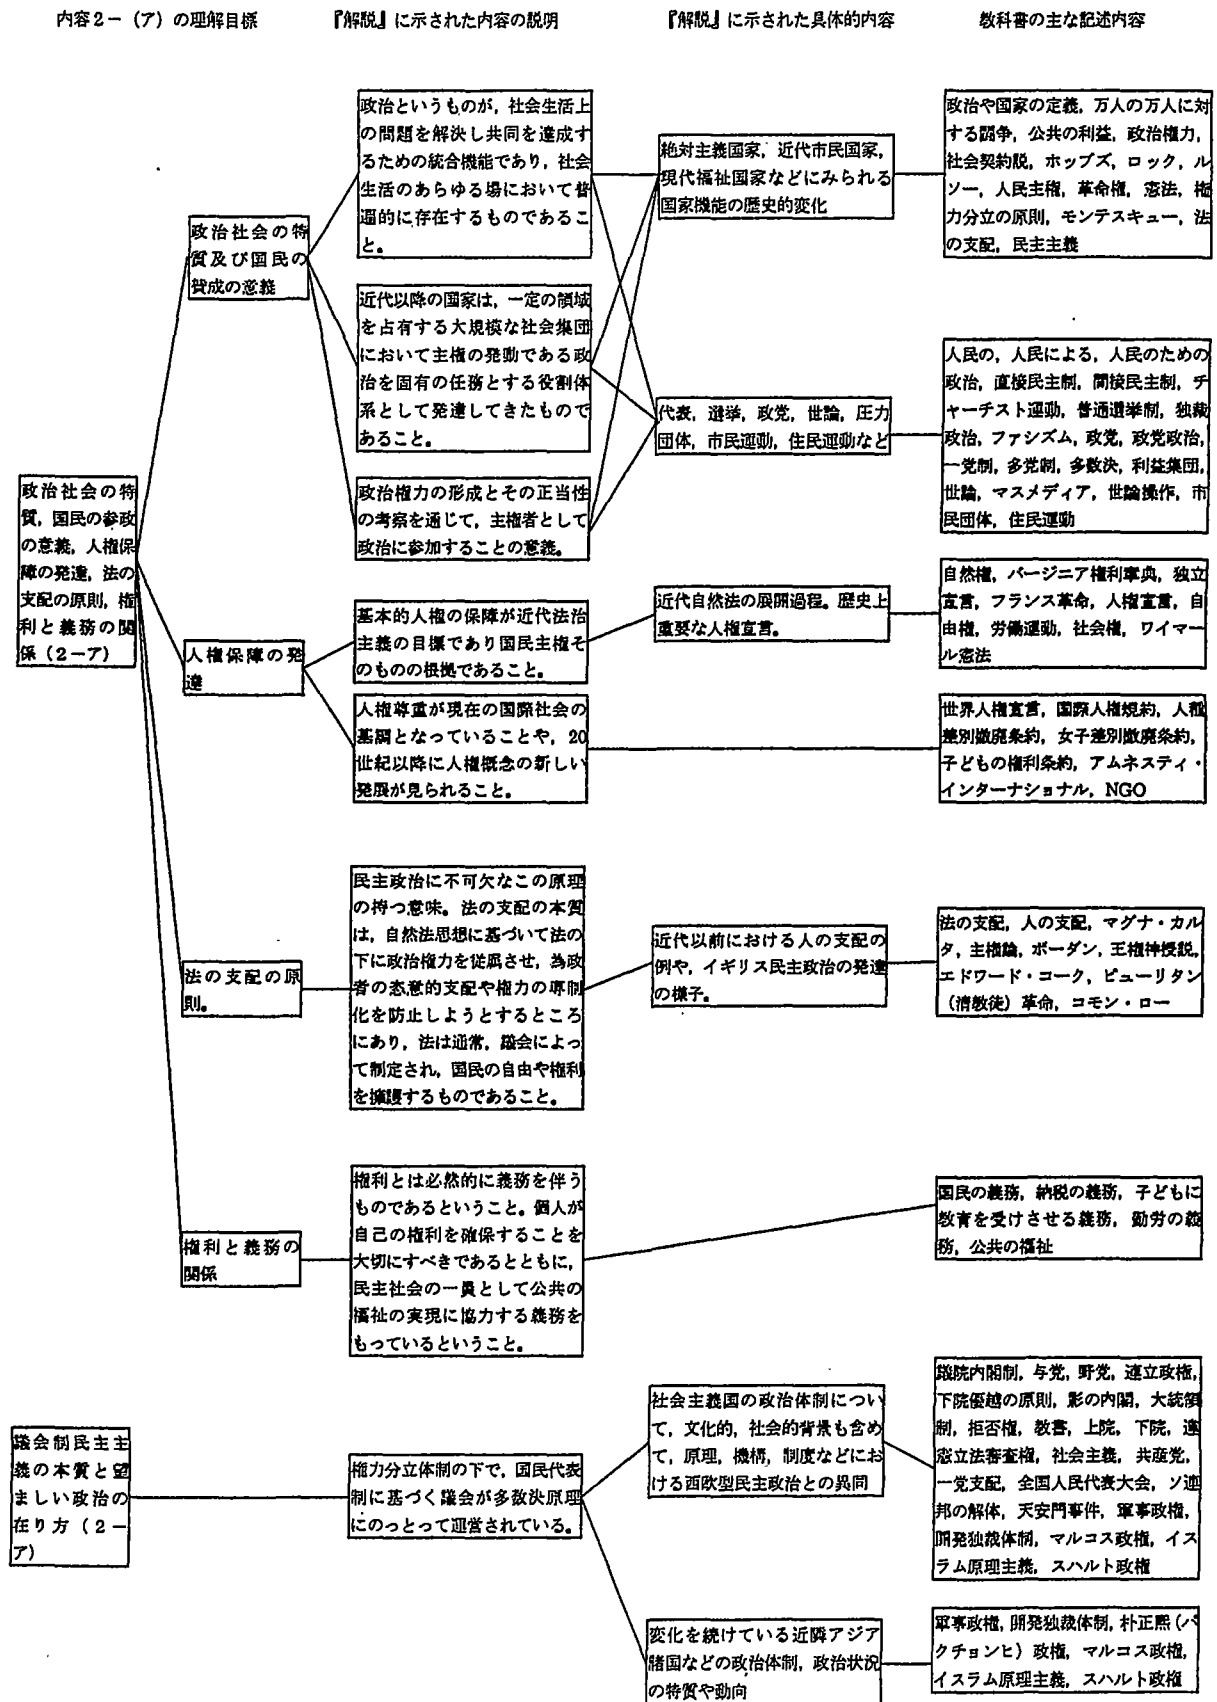 内容２－（ア）の理解目標
『解説』に示された内容の説明
『解説』に示された具体的内容
教科書の主な記述内容
政治社会の特
質，国民の参政
の意義，人権保
障の発達，法の
支配の原則，権
利と義務の関
係（２－ア）
政治社会の特
質及び国民の
賛成の意義
政治というものが，社会生活上
の問題を解決し共同を達成す
るための統合機能であり，社会
生活のあらゆる場において普
遍的に存在するものであるこ
と。
近代以降の国家は，一定の領域
を占有する大規模な社会集団
において主権の発動である政
治を固有の任務とする役割体
系として発達してきたもので
あること。
政治権力の形成とその正当性
の考察を通じて，主権者として
政治に参加することの意義。
絶対主義国家，近代市民国家，
現代福祉国家などにみられる
国家機能の歴史的変化
代表，選挙，政党，世論，圧力
団体，市民運動，住民運動など
政治や国家の定義，万人の万人に対
する闘争，公共の利益，政治権力，
社会契約説，ホッブズ，ロック，ル
ソー，人民主権，革命権，憲法，権
力分立の原則，モンテスキュー，法
の支配，民主主義
人民の，人民による，人民のための
政治，直接民主制，間接民主制，チ
ャーチスト運動，普通選挙制，独裁
政治，ファシズム，政党，政党政治，
一党制，多党制，多数決，利益集団，
世論，マスメディア，世論操作，市
民団体，住民運動
人権保障の発
達
基本的人権の保障が近代法治
主義の目標であり国民主権そ
のものの根拠であること。
近代自然法の展開過程。歴史上
重要な人権宣言。
自然権，バージニア権利章典，独立
宣言，フランス革命，人権宣言，自
由権，労働運動，社会権，ワイマー
ル憲法
人権尊重が現在の国際社会の
基調となっていることや，20
世紀以降に人権概念の新しい
発展が見られること。
世界人権宣言，国際人権規約，人種
差別撤廃条約，女子差別撤廃条約，
子どもの権利条約，アムネスティ・
インターナショナル，NGO
法の支配の原
則。
民主政治に不可欠なこの原理
の持つ意味。法の支配の本質
は，自然法思想に基づいて法の
下に政治権力を従属させ，為政
者の恣意的支配や権力の専制
化を防止しようとするところ
にあり，法は通常，議会によっ
て制定され，国民の自由や権利
を擁護するものであること。
近代以前における人の支配の
例や，イギリス民主政治の発達
の様子。
法の支配，人の支配，マグナ・カル
タ，主権論，ボーダン，王権神授説，
エドワード・コーク，ピューリタン
（清教徒）革命，コモン・ロー
権利と義務の
関係
権利とは必然的に義務を伴う
ものであるということ。個人が
自己の権利を確保することを
大切にすべきであるとともに，
民主社会の一員として公共の
福祉の実現に協力する義務を
もっているということ。
国民の義務，納税の義務，子どもに
教育を受けさせる義務，勤労の義
務，公共の福祉
議会制民主主
義の本質と望
ましい政治の
在り方（２－
ア）
権力分立体制の下で，国民代表
制に基づく議会が多数決原理
にのっとって運営されている。
社会主義国の政治体制につい
て，文化的，社会的背景も含め
て，原理，機構，制度などにお
ける西欧型民主政治との異同
議院内閣制，与党，野党，連立政権，
下院優越の原則，影の内閣，大統領
制，拒否権，教書，上院，下院，違
憲立法審査権，社会主義，共産党，
一党支配，全国人民代表大会，ソ連
邦の解体，天安門事件，軍事政権，
開発独裁体制，マルコス政権，イス
ラム原理主義，スハルト政権
変化を続けている近隣アジア
諸国などの政治体制，政治状況
の特質や動向
軍事政権，開発独裁体制，朴正熙（パ
クチョンヒ）政権，マルコス政権，
イスラム原理主義，スハルト政権